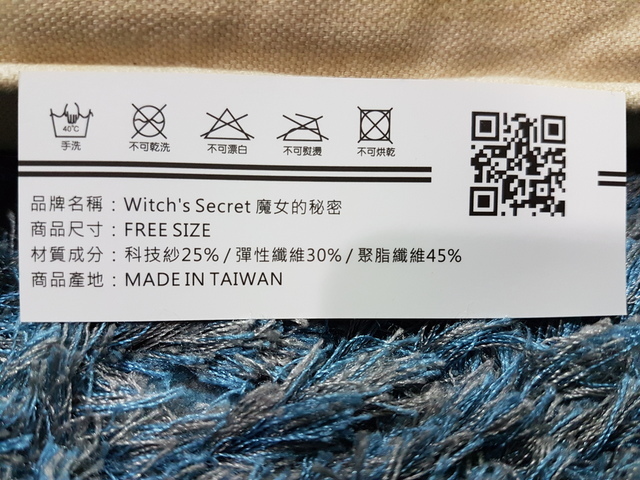 40℃
手洗 不可乾洗 不可漂白 不可熨燙 不可烘乾
品牌名稱：Witch's Secret 魔女的秘密
商品尺寸：FREE SIZE
材質成分：科技紗25% / 彈性纖維30% / 聚脂纖維45%
商品產地：MADE IN TAIWAN